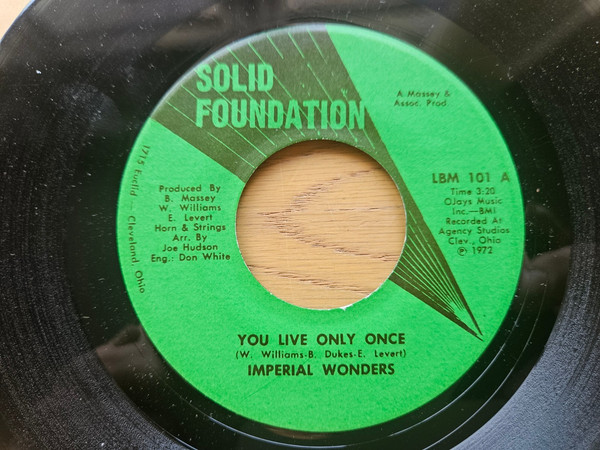 SOLID
FOUNDATION
A Massey &
Assoc. Prod.
1715 Euclid - Cleveland, Ohio
Produced By
B. Massey
W. Williams
E. Levert
Horn & Strings
Arr. By
Joe Hudson
Eng.: Don White
LBM 101 A
Time 3:20
OJays Music
Inc.—BMI
Recorded At
Agency Studios
Clev., Ohio
℗ 1972
YOU LIVE ONLY ONCE
(W. Williams-B. Dukes-E. Levert)
IMPERIAL WONDERS